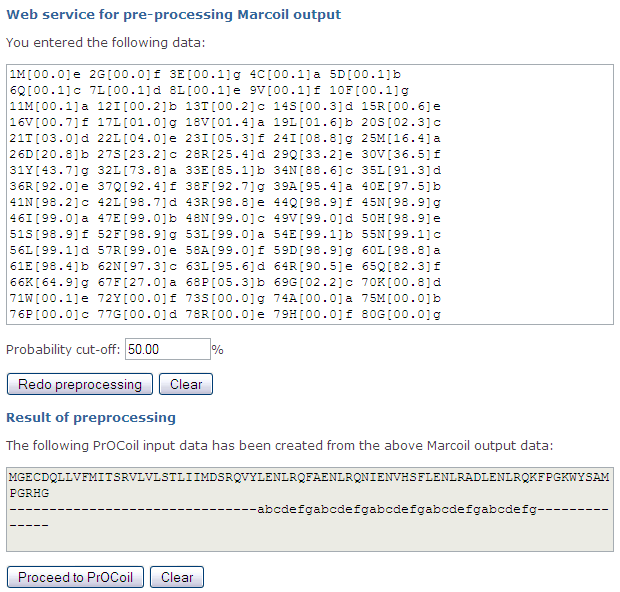 Web service for pre-processing Marcoil output
You entered the following data:
1M[00.0]e 2G[00.0]f 3E[00.1]g 4C[00.1]a 5D[00.1]b
6Q[00.1]c 7L[00.1]d 8L[00.1]e 9V[00.1]f 10F[00.1]g
11M[00.1]a 12I[00.2]b 13T[00.2]c 14S[00.3]d 15R[00.6]e
16V[00.7]f 17L[01.0]g 18V[01.4]a 19L[01.6]b 20S[02.3]c
21T[03.0]d 22L[04.0]e 23I[05.3]f 24I[08.8]g 25M[16.4]a
26D[20.8]b 27S[23.2]c 28R[25.4]d 29Q[33.2]e 30V[36.5]f
31Y[43.7]g 32L[73.8]a 33E[85.1]b 34N[88.6]c 35L[91.3]d
36R[92.0]e 37Q[92.4]f 38F[92.7]g 39A[95.4]a 40E[97.5]b
41N[98.2]c 42L[98.7]d 43R[98.8]e 44Q[98.9]f 45N[98.9]g
46I[99.0]a 47E[99.0]b 48N[99.0]c 49V[99.0]d 50H[98.9]e
51S[98.9]f 52F[98.9]g 53L[99.0]a 54E[99.1]b 55N[99.1]c
56L[99.1]d 57R[99.0]e 58A[99.0]f 59D[98.9]g 60L[98.8]a
61E[98.4]b 62N[97.3]c 63L[95.6]d 64R[90.5]e 65Q[82.3]f
66K[64.9]g 67F[27.0]a 68P[05.3]b 69G[02.2]c 70K[00.8]d
71W[00.1]e 72Y[00.0]f 73S[00.0]g 74A[00.0]a 75M[00.0]b
76P[00.0]c 77G[00.0]d 78R[00.0]e 79H[00.0]f 80G[00.0]g
Probability cut-off: 50.00 %
Redo preprocessing Clear
Result of preprocessing
The following PrOCoil input data has been created from the above Marcoil output data:
MGECDQLLVFMITSRVLVLSTLIIMDSRQVYLENLRQFAENLRQNIENVHSFLENLRADLENLRQKFPGKWYSAM
PGRHG
-------------------------------abcdefgabcdefgabcdefgabcdefgabcdefg---------
-----
Proceed to PrOCoil Clear